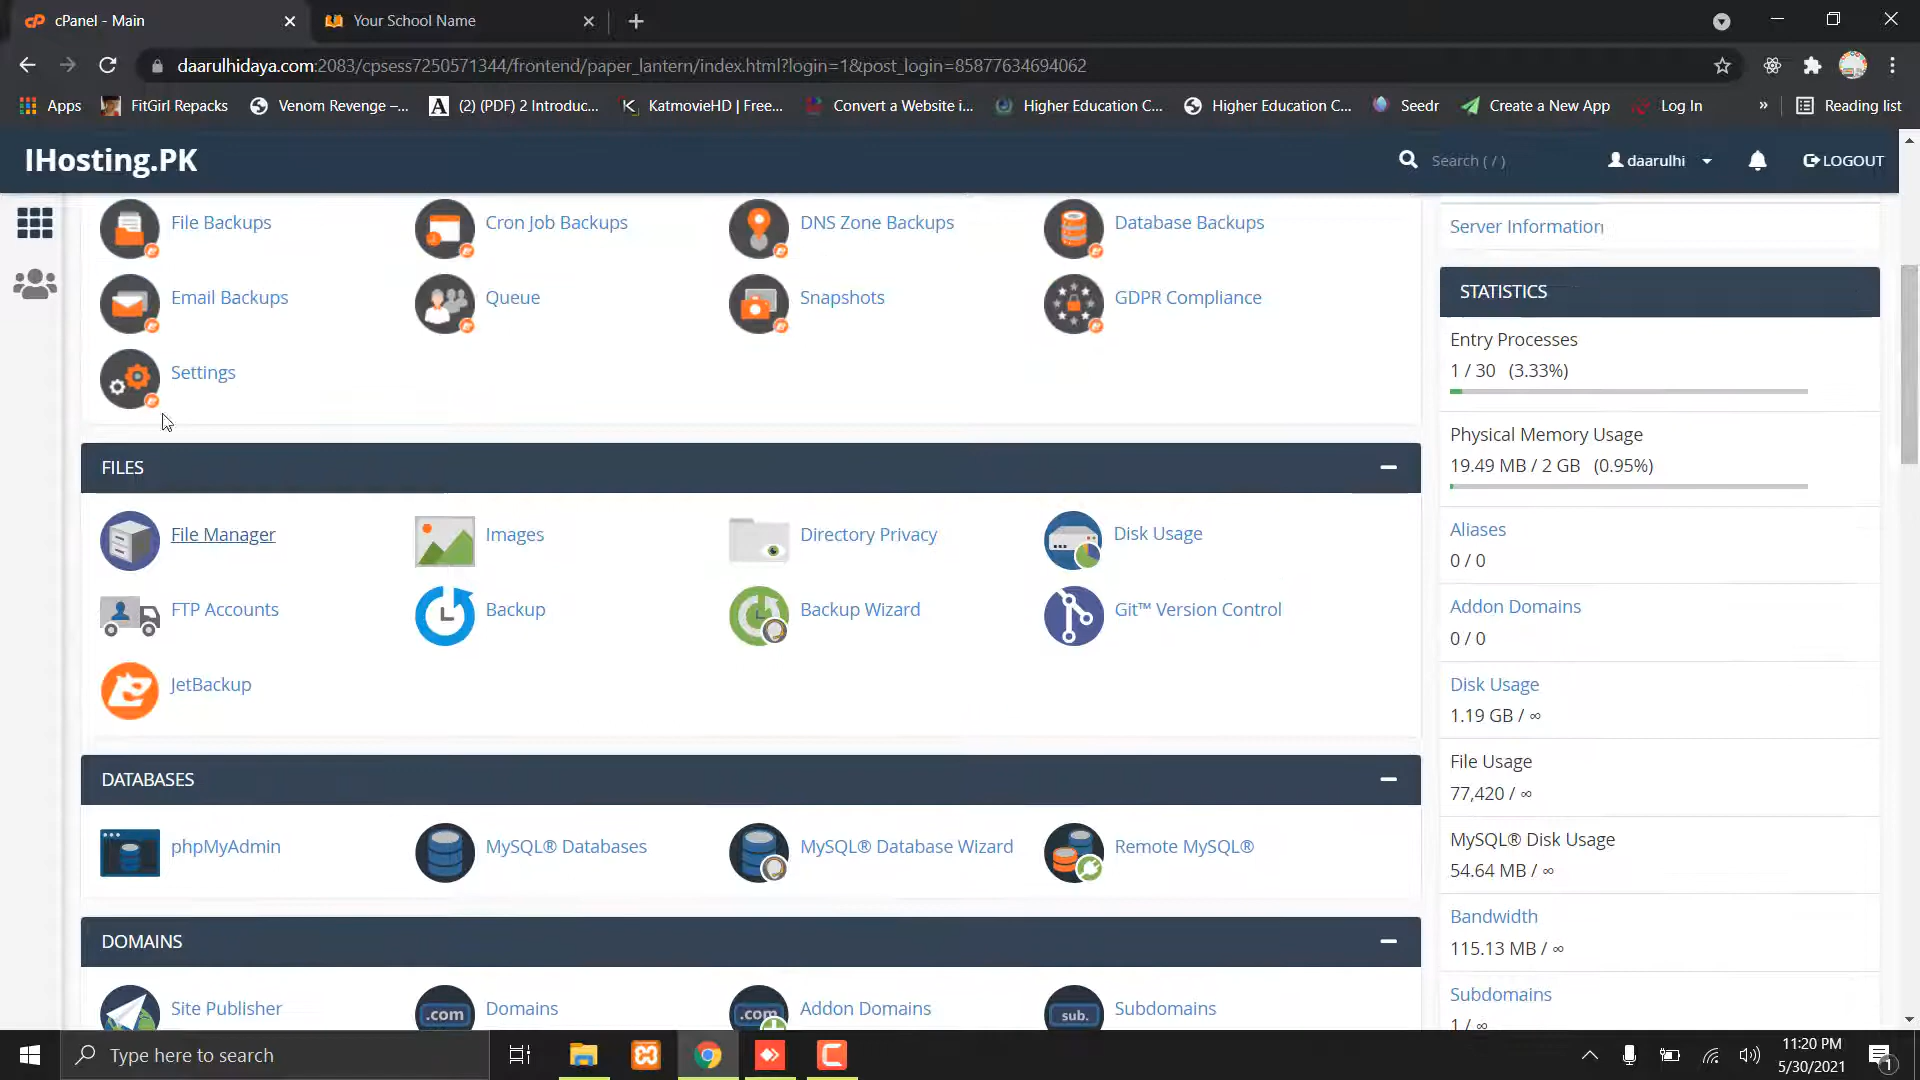 cPanel - Main
Your School Name
daarulhidaya.com:2083/cpsess7250571344/frontend/paper_lantern/index.html?login=1&post_login=85877634694062
Apps
FitGirl Repacks
Venom Revenge –...
(2) (PDF) 2 Introduc...
KatmovieHD | Free...
Convert a Website i...
Higher Education C...
Higher Education C...
Seedr
Create a New App
Log In
»
Reading list
IHosting.PK
Search ( / )
daarulhi
LOGOUT
File Backups
Cron Job Backups
DNS Zone Backups
Database Backups
Email Backups
Queue
Snapshots
GDPR Compliance
Settings
FILES
File Manager
Images
Directory Privacy
Disk Usage
FTP Accounts
Backup
Backup Wizard
Git™ Version Control
JetBackup
DATABASES
phpMyAdmin
MySQL® Databases
MySQL® Database Wizard
Remote MySQL®
DOMAINS
Site Publisher
.com
Domains
.com
Addon Domains
sub.
Subdomains
Server Information
STATISTICS
Entry Processes
1 / 30 (3.33%)
Physical Memory Usage
19.49 MB / 2 GB (0.95%)
Aliases
0 / 0
Addon Domains
0 / 0
Disk Usage
1.19 GB / ∞
File Usage
77,420 / ∞
MySQL® Disk Usage
54.64 MB / ∞
Bandwidth
115.13 MB / ∞
Subdomains
1 / ∞
Type here to search
11:20 PM
5/30/2021
1